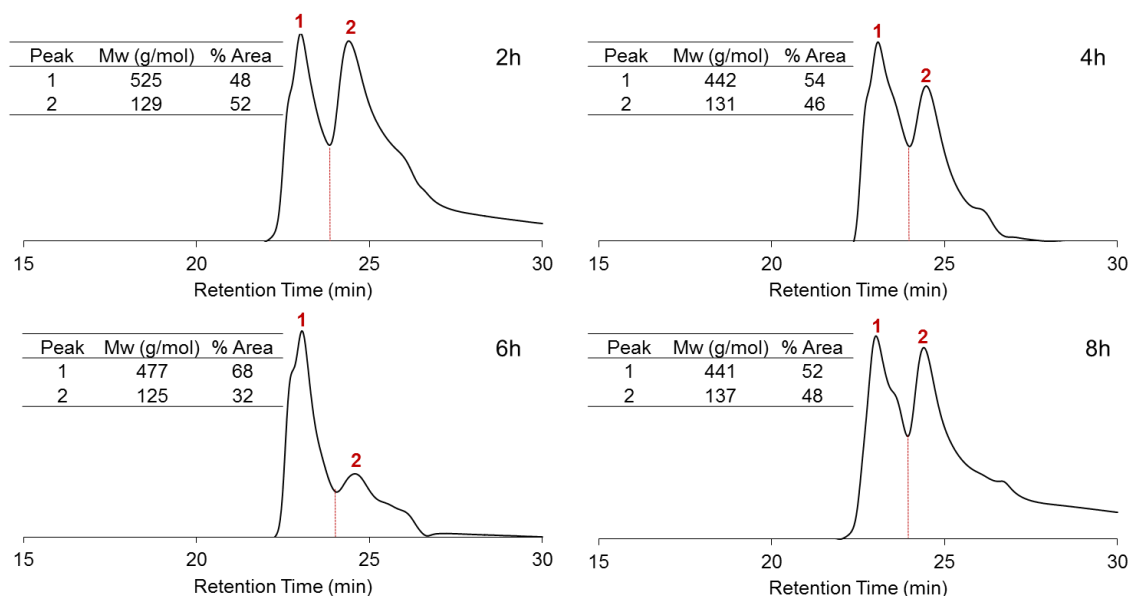 1
2
Peak Mw (g/mol) % Area
1 525 48
2 129 52
2h
15 20 25 30
Retention Time (min)
1
2
Peak Mw (g/mol) % Area
1 442 54
2 131 46
4h
15 20 25 30
Retention Time (min)
1
2
Peak Mw (g/mol) % Area
1 477 68
2 125 32
6h
15 20 25 30
Retention Time (min)
1
2
Peak Mw (g/mol) % Area
1 441 52
2 137 48
8h
15 20 25 30
Retention Time (min)